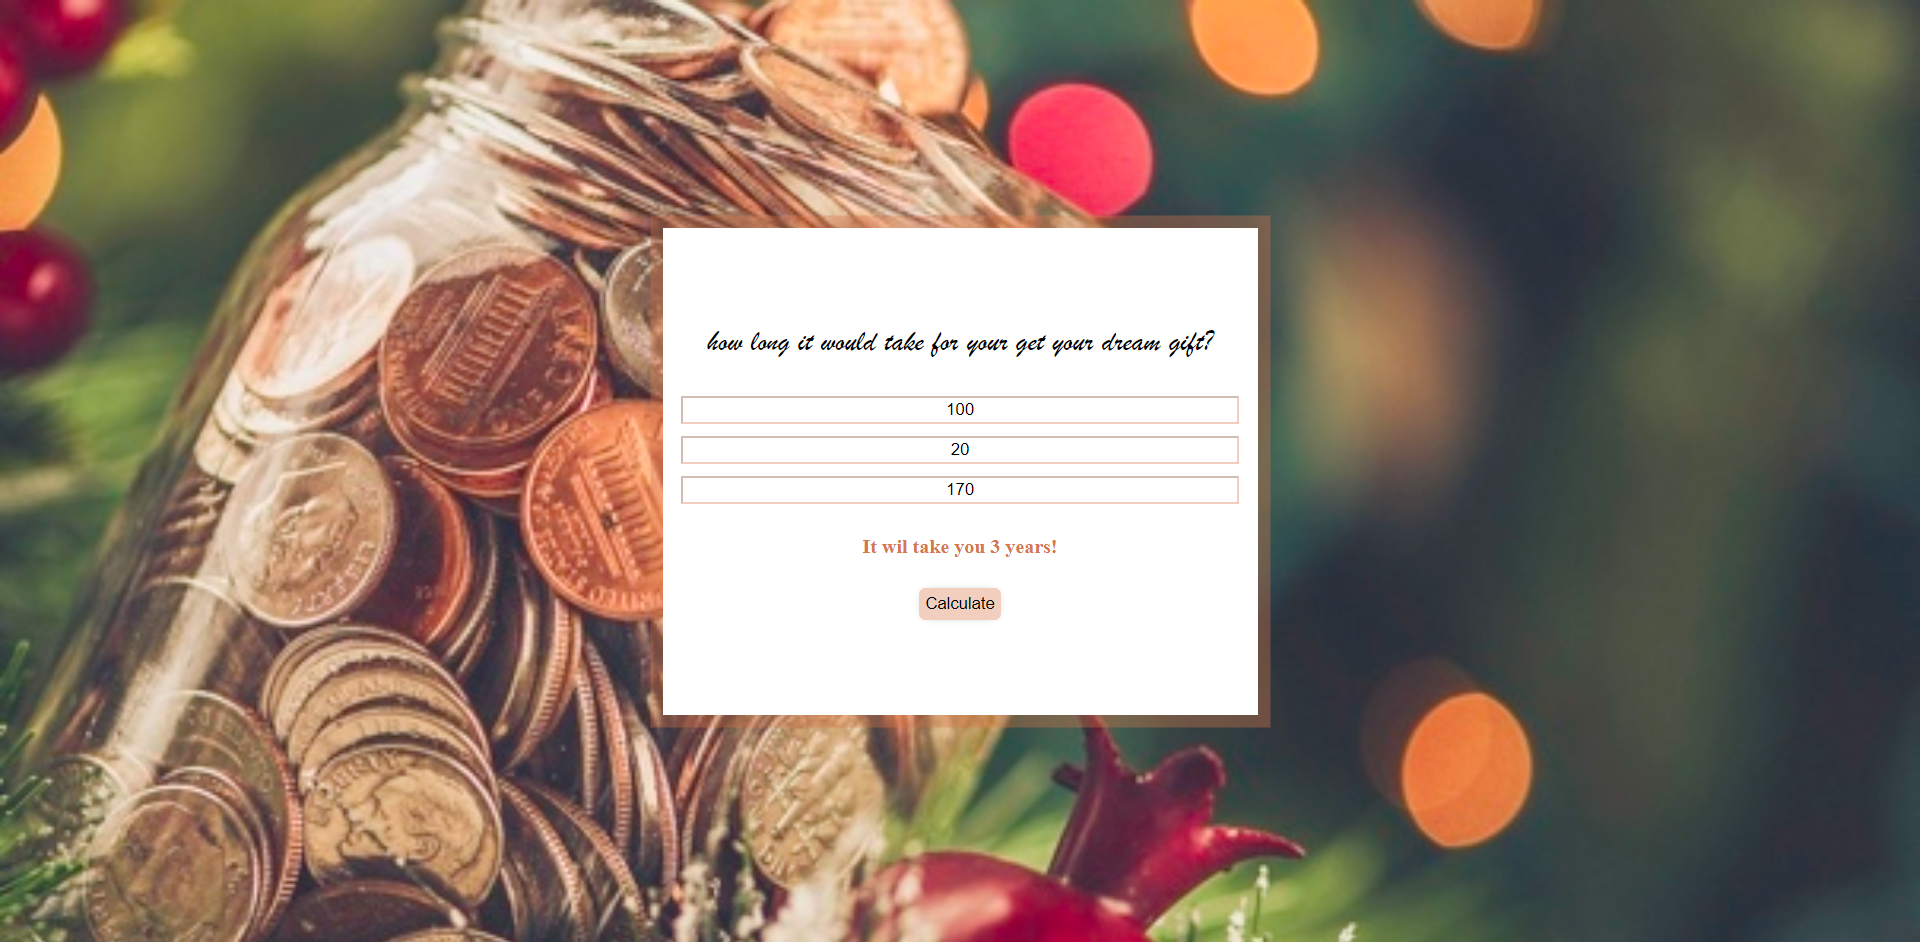 how long it would take for your get your dream gift?
100
20
170
It wil take you 3 years!
Calculate